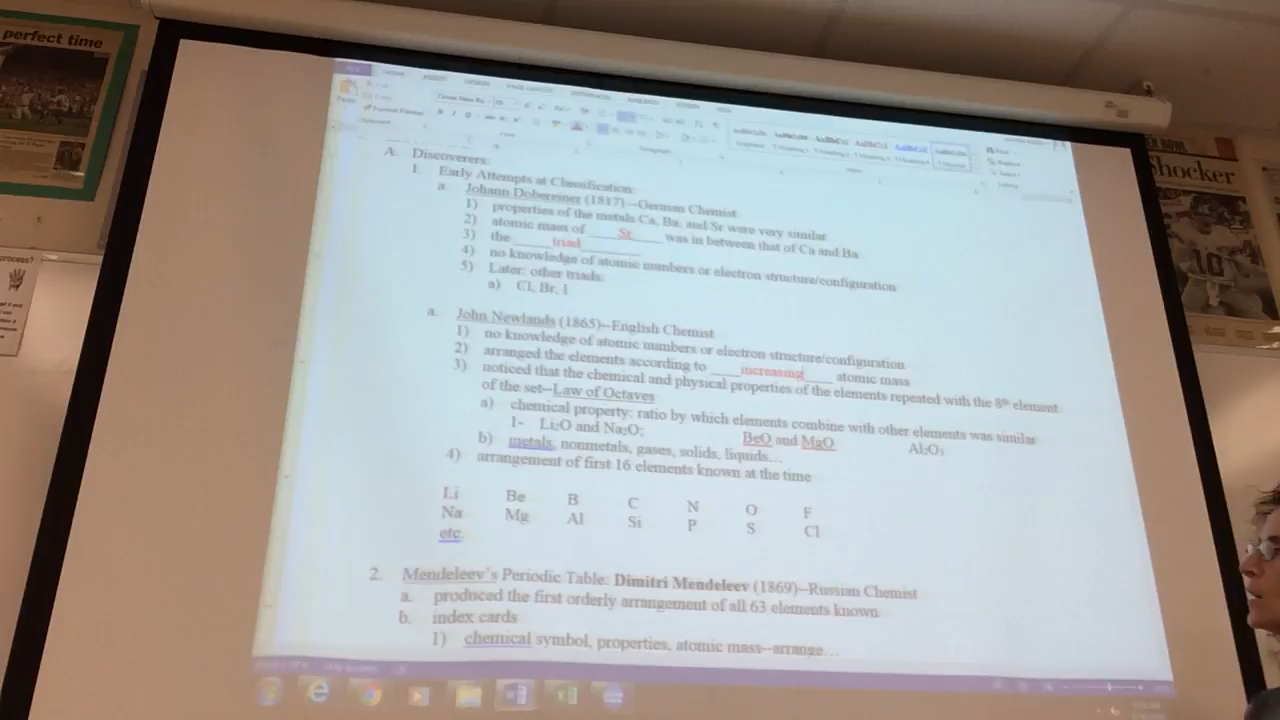 perfect time
Shocker
process?
10
Format Painter
A. Discoverers:
1. Early Attempts at Classification:
a. Johann Dobereiner (1817)--German Chemist
1) properties of the metals Ca, Ba, and Sr were very similar
2) atomic mass of Sr was in between that of Ca and Ba
3) the triad
4) no knowledge of atomic numbers or electron structure/configuration
5) Later: other triads:
a) Cl, Br, I
a. John Newlands (1865)--English Chemist
1) no knowledge of atomic numbers or electron structure/configuration
2) arranged the elements according to increasing atomic mass
3) noticed that the chemical and physical properties of the elements repeated with the 8th element
of the set--Law of Octaves
a) chemical property: ratio by which elements combine with other elements was similar
1- Li₂O and Na₂O; BeO and MgO Al₂O₃
b) metals, nonmetals, gases, solids, liquids…
4) arrangement of first 16 elements known at the time
Li Be B C N O F
Na Mg Al Si P S Cl
etc.
2. Mendeleev's Periodic Table: Dimitri Mendeleev (1869)--Russian Chemist
a. produced the first orderly arrangement of all 63 elements known
b. index cards
1) chemical symbol, properties, atomic mass--arrange…